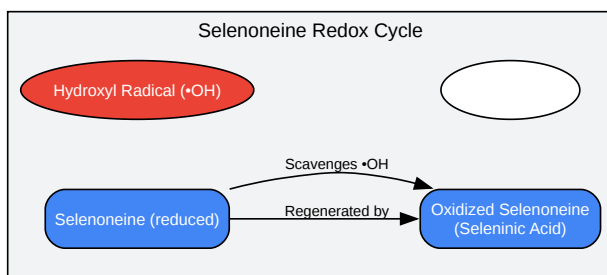 Selenoneine Redox Cycle
Hydroxyl Radical (•OH)
Scavenges •OH
Selenoneine (reduced)
Regenerated by
Oxidized Selenoneine
(Seleninic Acid)